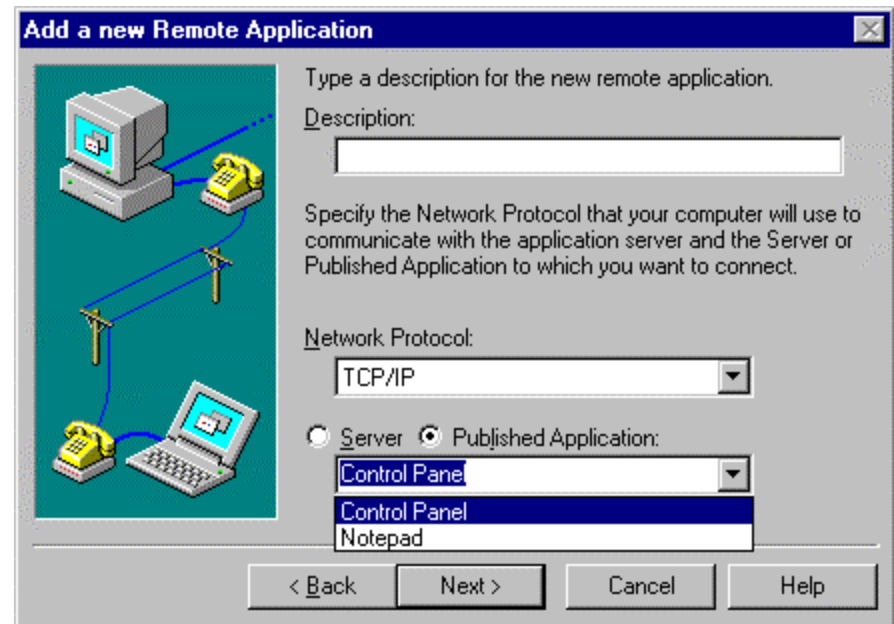 Add a new Remote Application
Type a description for the new remote application.
Description:
Specify the Network Protocol that your computer will use to
communicate with the application server and the Server or
Published Application to which you want to connect.
Network Protocol:
TCP/IP
Server Published Application:
Control Panel
Control Panel
Notepad
< Back Next > Cancel Help